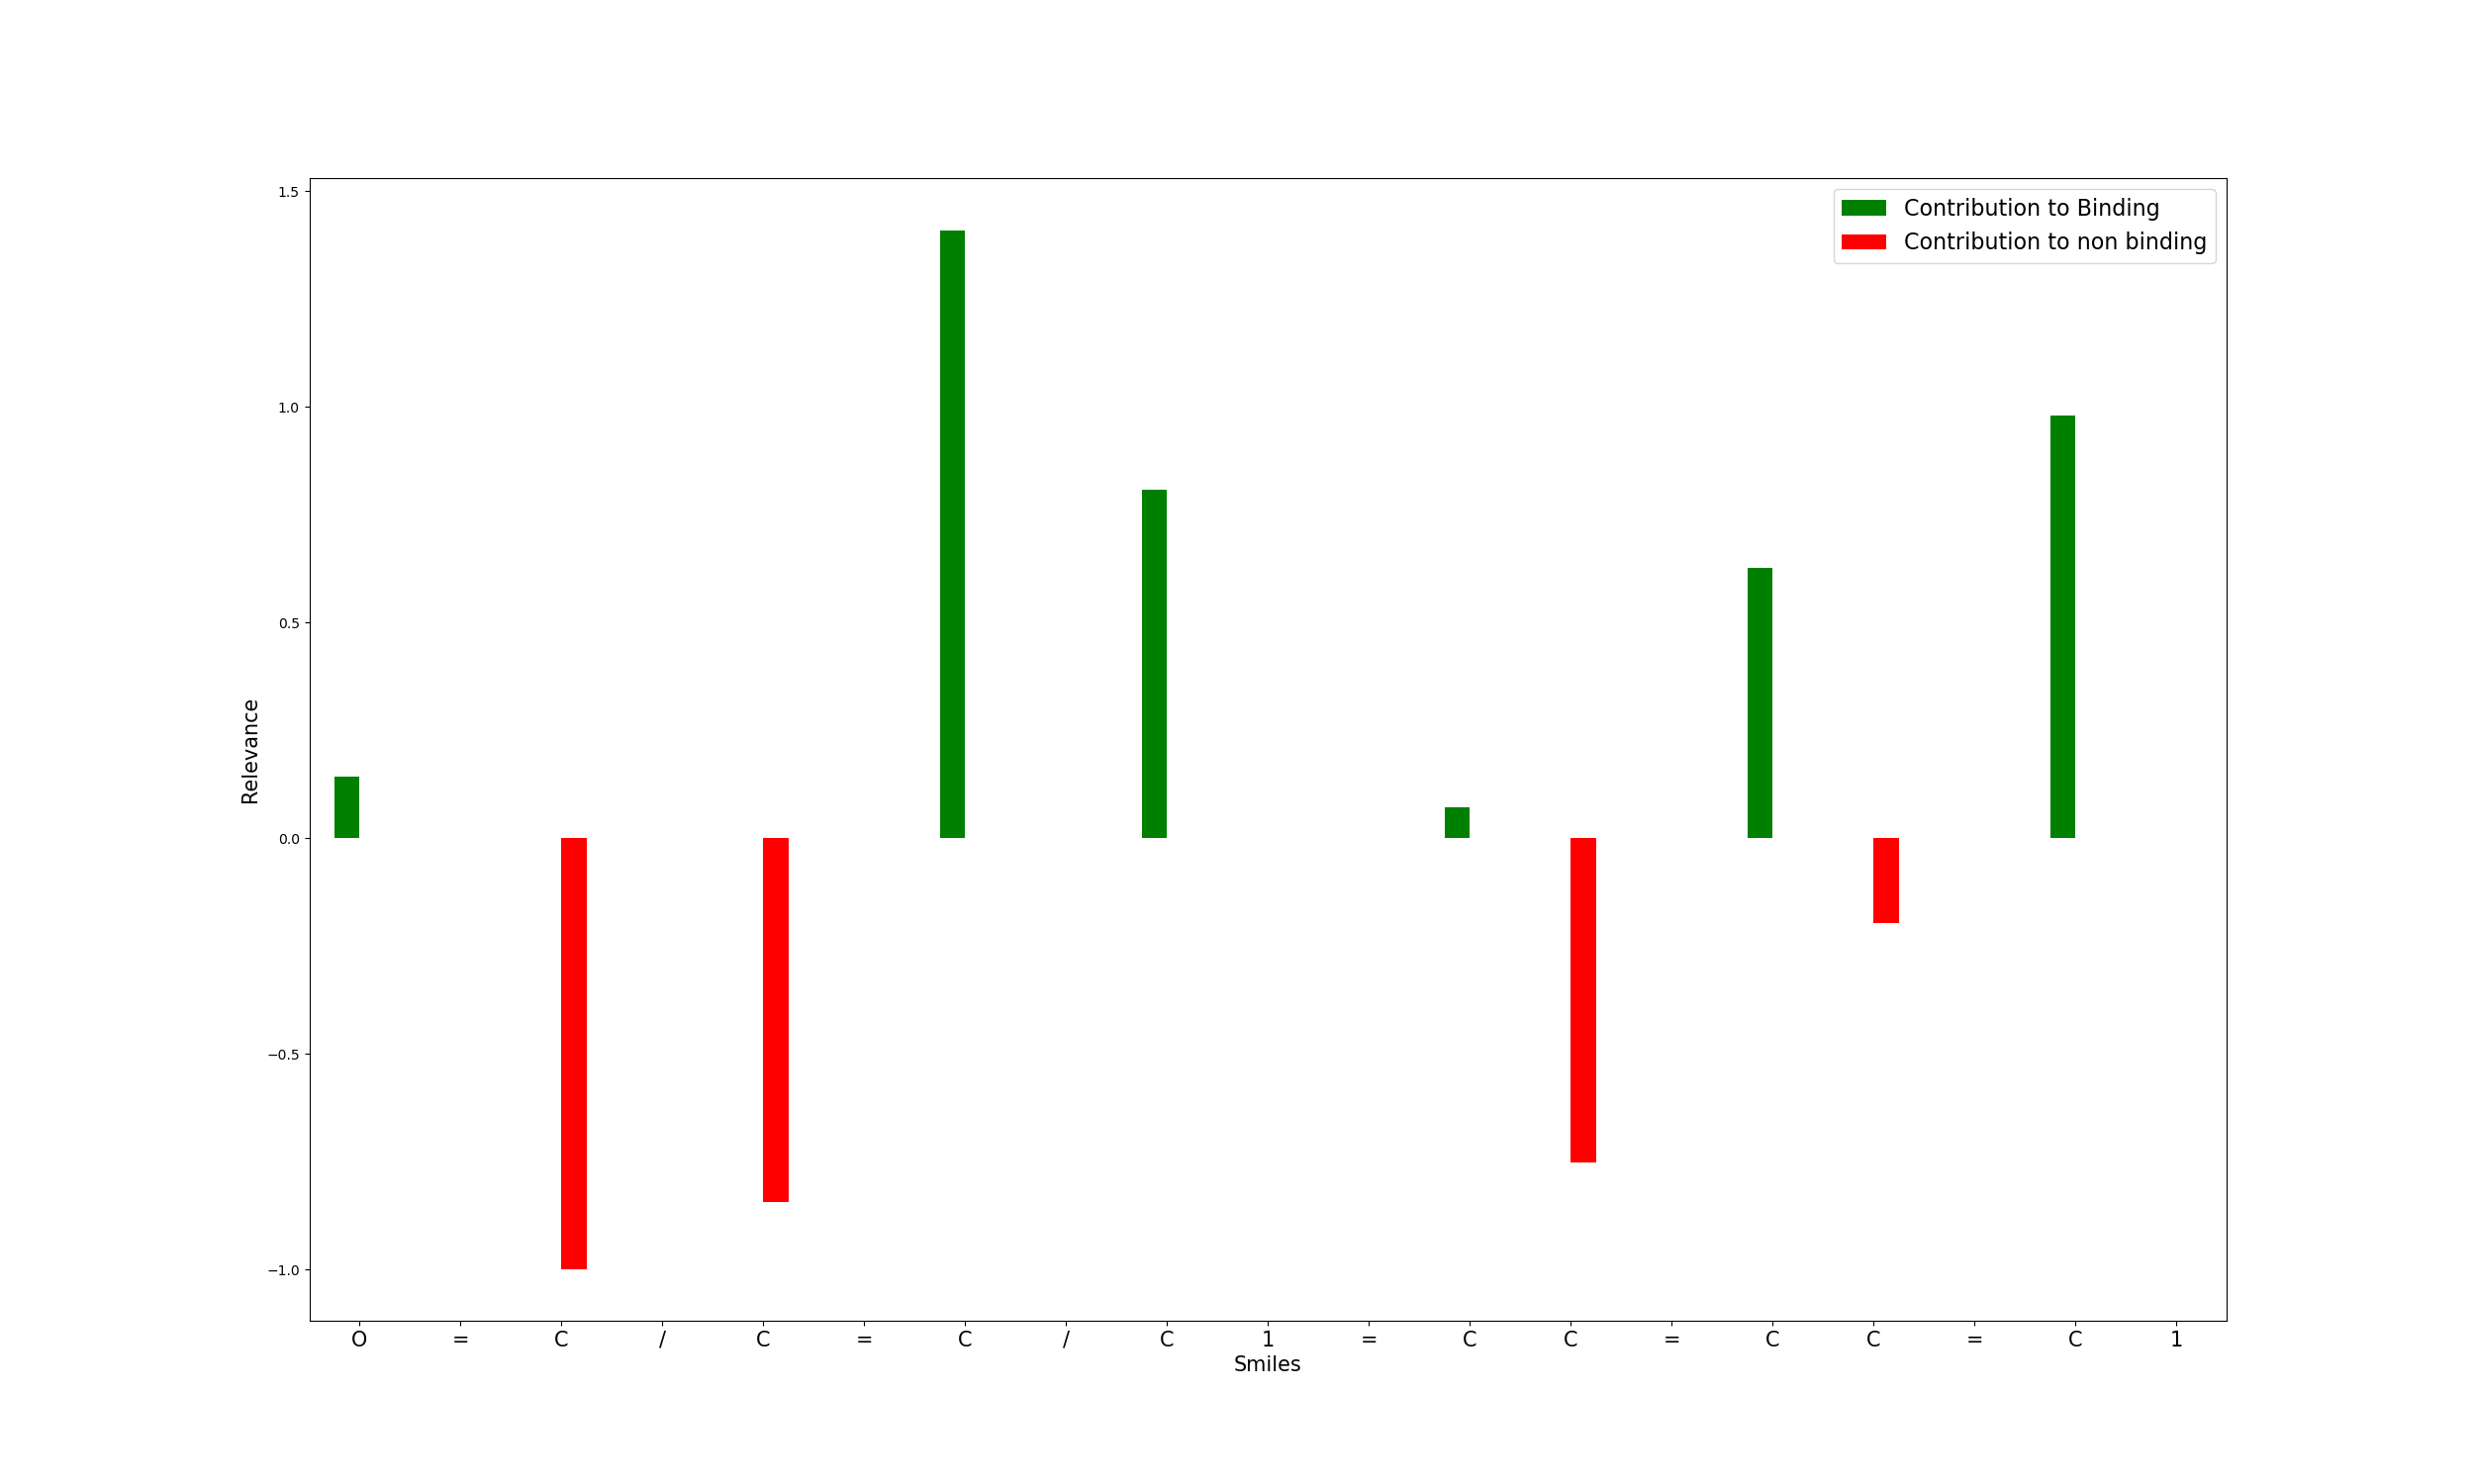 1.5
1.0
0.5
0.0
−0.5
−1.0
Relevance
Contribution to Binding
Contribution to non binding
O = C / C = C / C 1 = C C = C C = C 1
Smiles